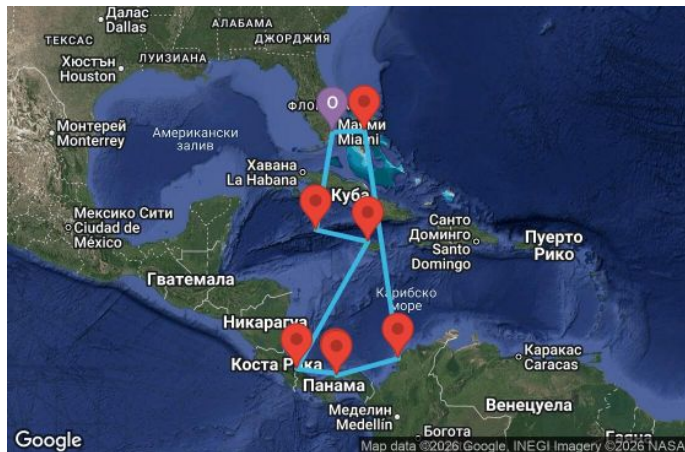 Далас
Dallas
АЛАБАМА
ТЕКСАС
ДЖОРДЖИЯ
Хюстън
Houston
ЛУИЗИАНА
O
Монтерей
Monterrey
Американски
залив
Miami
Хавана
La Habana
Куба
Мексико Сити
Ciudad de
México
Санто
Доминго
Santo
Domingo
Пуерто
Рико
Гватемала
Карибско
море
Никарагуа
Коста Рика
Каракас
Caracas
Панама
Меделин
Medellín
Венецуела
Богота
Google
Map data ©2026 Google, INEGI Imagery ©2026 NASA